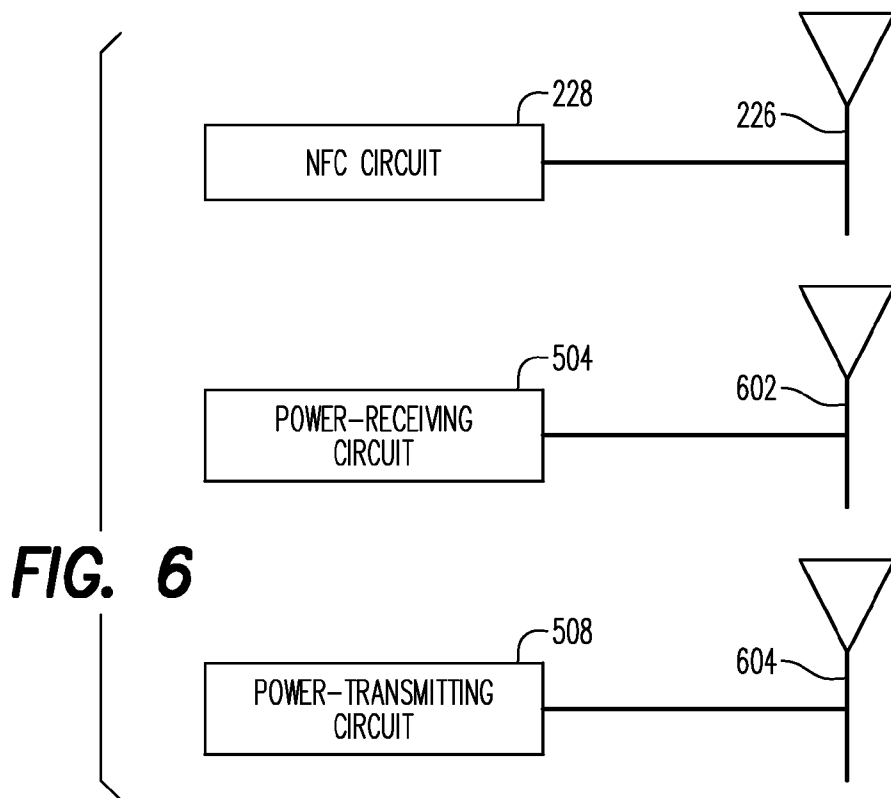 228
NFC CIRCUIT
226
504
POWER-RECEIVING
CIRCUIT
602
FIG. 6
508
POWER-TRANSMITTING
CIRCUIT
604